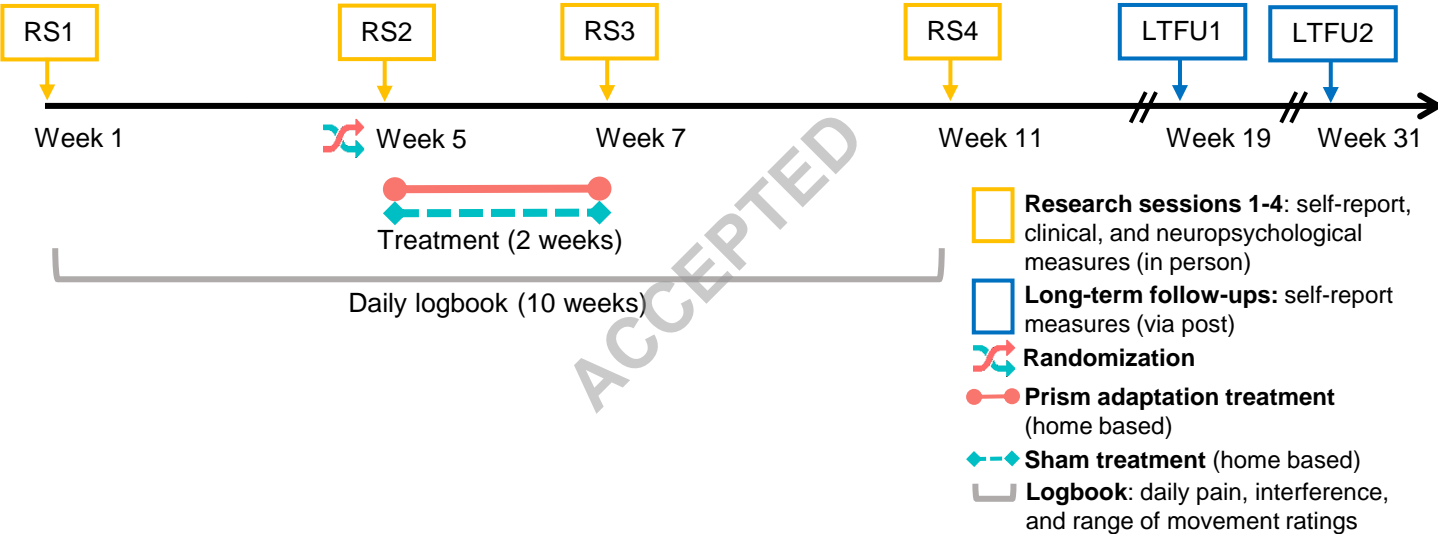 RS1
RS2
RS3
RS4
LTFU1
LTFU2
Week 1
Week 5
Week 7
Week 11
Week 19
Week 31
Treatment (2 weeks)
Daily logbook (10 weeks)
ACCEPTED
Research sessions 1-4: self-report,
clinical, and neuropsychological
measures (in person)
Long-term follow-ups: self-report
measures (via post)
Randomization
Prism adaptation treatment
(home based)
Sham treatment (home based)
Logbook: daily pain, interference,
and range of movement ratings